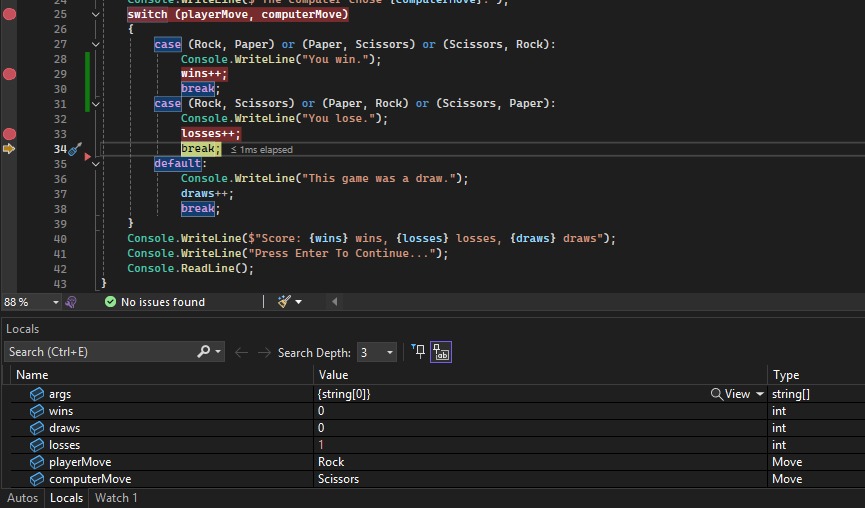 24 Console.WriteLine($"The computer chose {computerMove}.");
25 switch (playerMove, computerMove)
26 {
27 case (Rock, Paper) or (Paper, Scissors) or (Scissors, Rock):
28 Console.WriteLine("You win.");
29 wins++;
30 break;
31 case (Rock, Scissors) or (Paper, Rock) or (Scissors, Paper):
32 Console.WriteLine("You lose.");
33 losses++;
34 break; ≤ 1ms elapsed
35 default:
36 Console.WriteLine("This game was a draw.");
37 draws++;
38 break;
39 }
40 Console.WriteLine($"Score: {wins} wins, {losses} losses, {draws} draws");
41 Console.WriteLine("Press Enter To Continue...");
42 Console.ReadLine();
43 }
88 % No issues found
Locals
Search (Ctrl+E) Search Depth: 3
Name Value Type
args {string[0]} View string[]
wins 0 int
draws 0 int
losses 1 int
playerMove Rock Move
computerMove Scissors Move
Autos Locals Watch 1